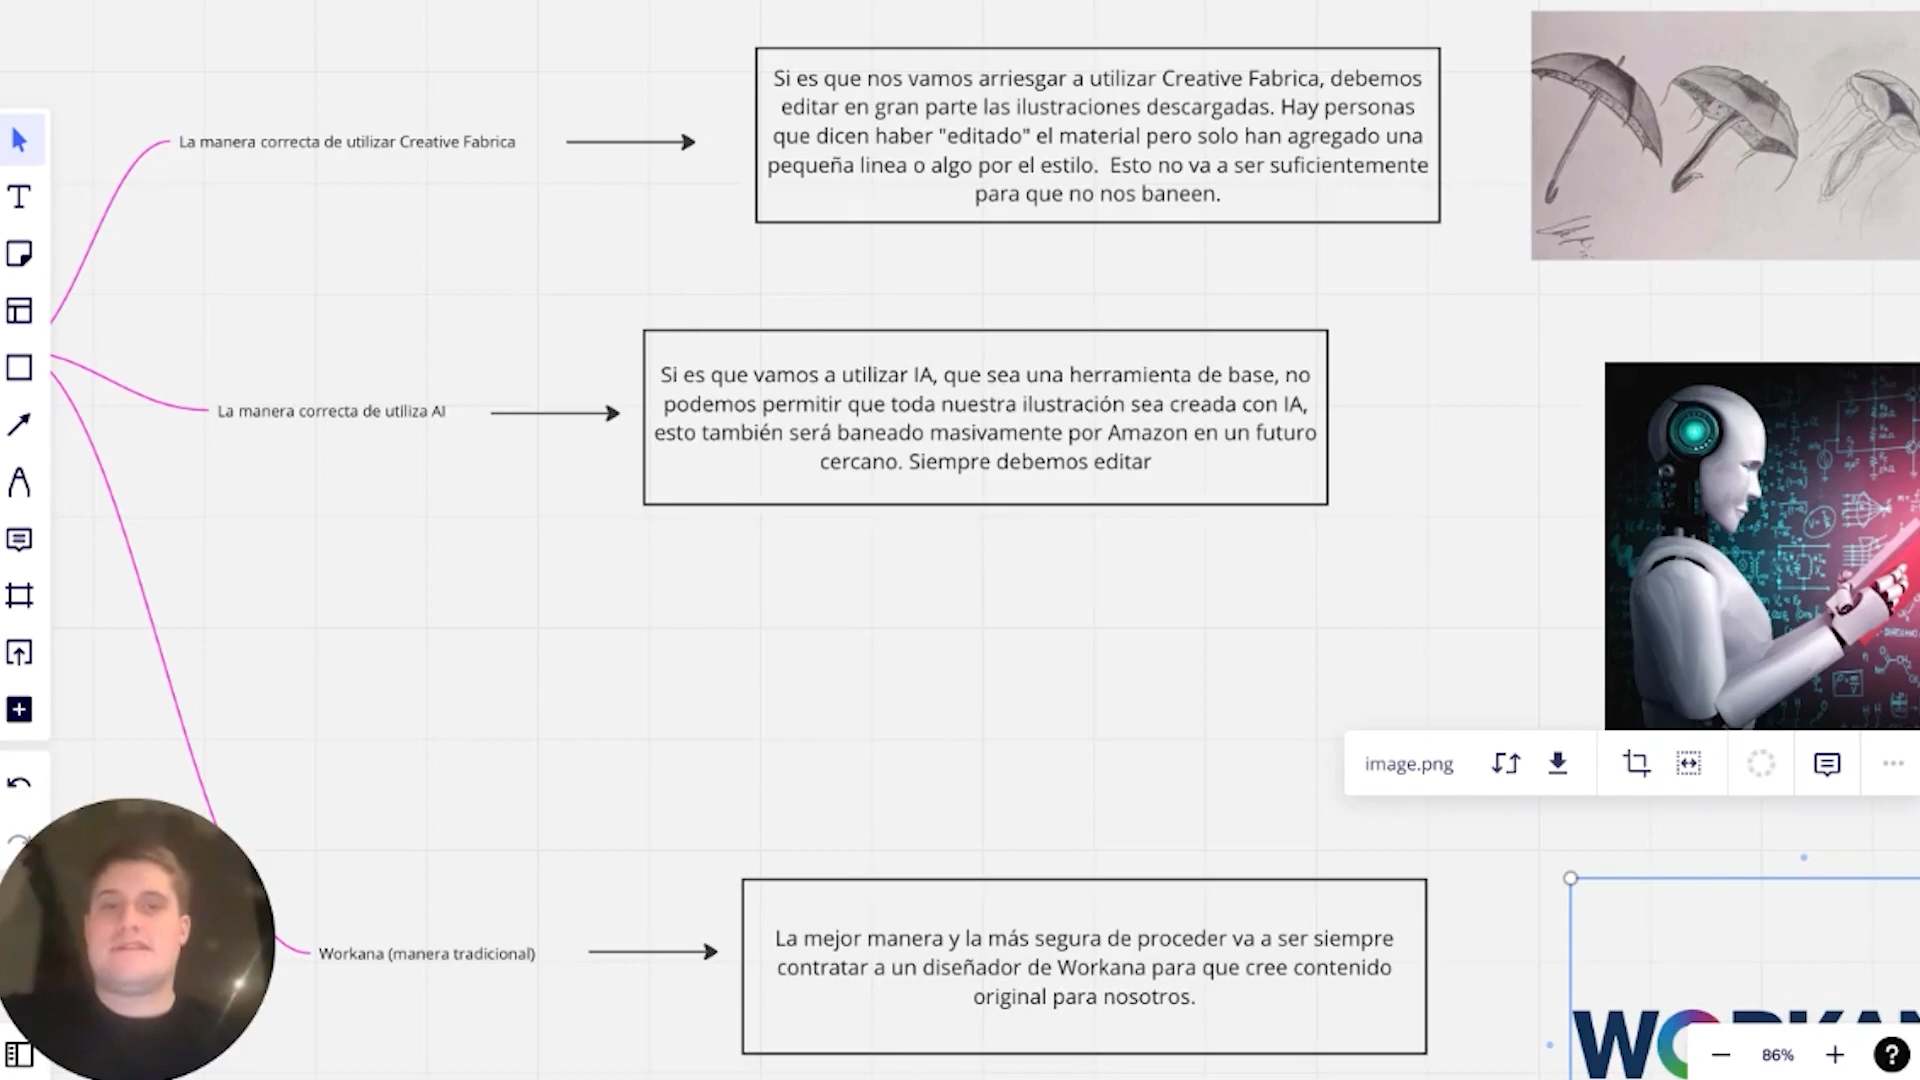 La manera correcta de utilizar Creative Fabrica
Si es que nos vamos arriesgar a utilizar Creative Fabrica, debemos
editar en gran parte las ilustraciones descargadas. Hay personas
que dicen haber "editado" el material pero solo han agregado una
pequeña linea o algo por el estilo.  Esto no va a ser suficientemente
para que no nos baneen.
La manera correcta de utiliza AI
Si es que vamos a utilizar IA, que sea una herramienta de base, no
podemos permitir que toda nuestra ilustración sea creada con IA,
esto también será baneado masivamente por Amazon en un futuro
cercano. Siempre debemos editar
image.png
Workana (manera tradicional)
La mejor manera y la más segura de proceder va a ser siempre
contratar a un diseñador de Workana para que cree contenido
original para nosotros.
86%